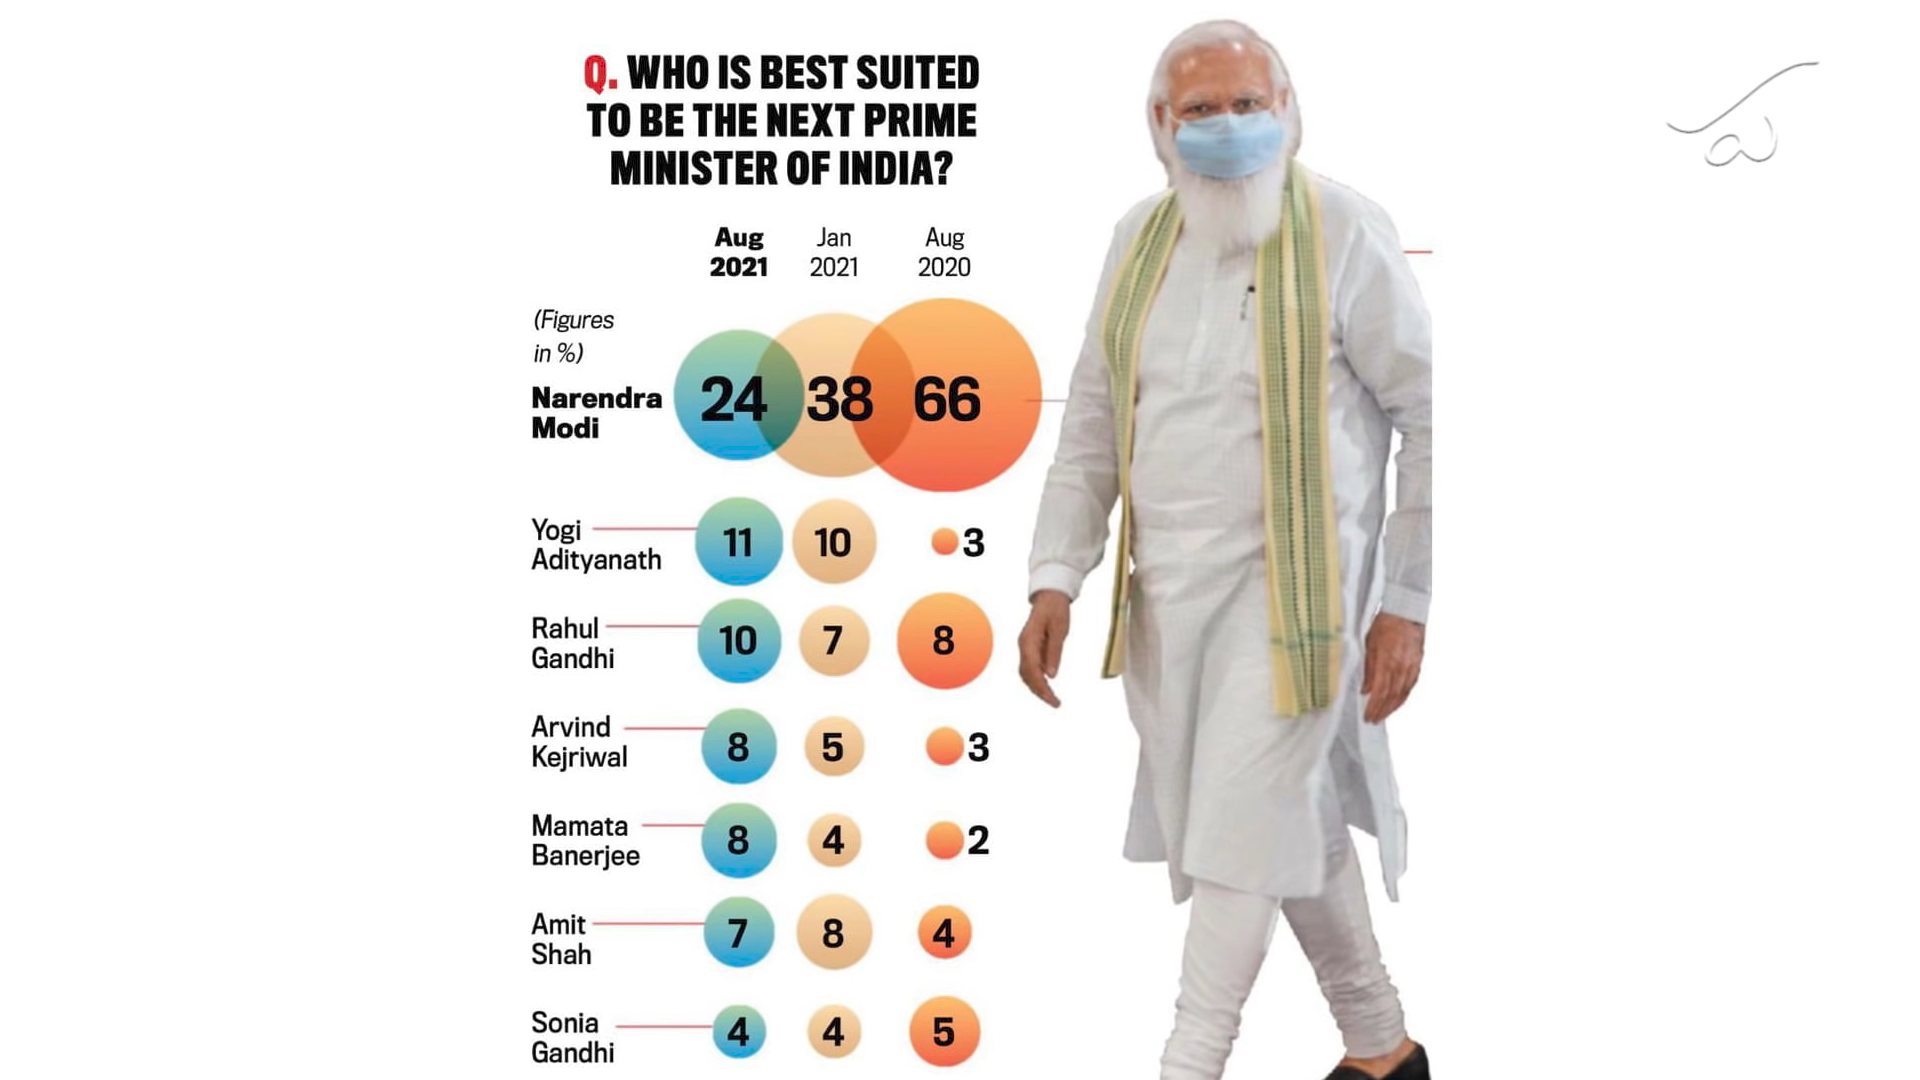 Q. WHO IS BEST SUITED
TO BE THE NEXT PRIME
MINISTER OF INDIA?
Aug Jan Aug
2021 2021 2020
(Figures
in %)
Narendra
Modi
24 38 66
Yogi
Adityanath
11 10 3
Rahul
Gandhi
10 7 8
Arvind
Kejriwal
8 5 3
Mamata
Banerjee
8 4 2
Amit
Shah
7 8 4
Sonia
Gandhi
4 4 5